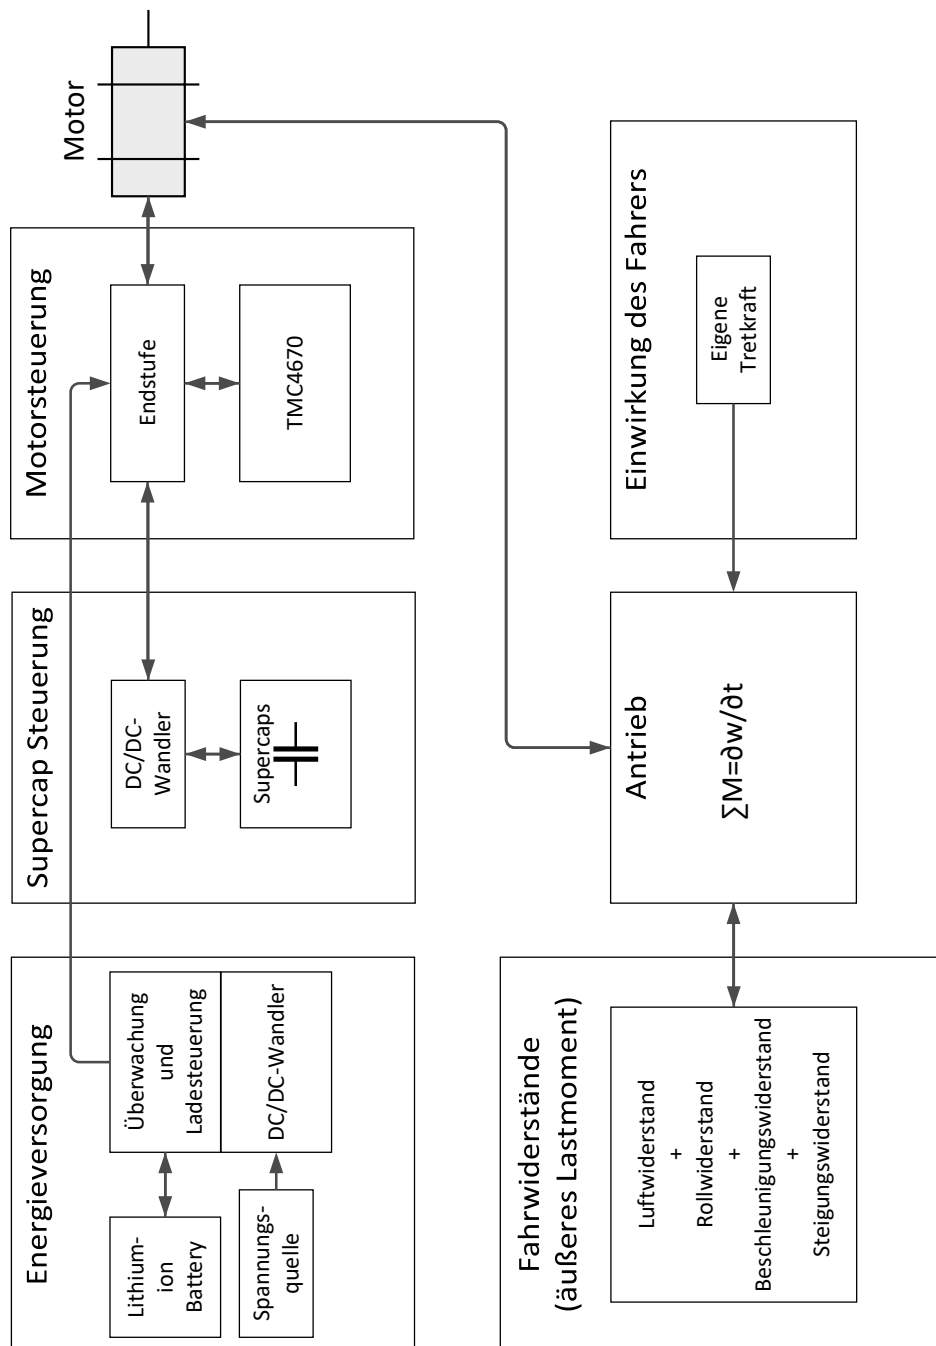 Energieversorgung
Lithium-
ion
Battery
Überwachung
und
Ladesteuerung
Spannungs-
quelle
DC/DC-Wandler
Supercap Steuerung
DC/DC-
Wandler
Supercaps
Motorsteuerung
Endstufe
TMC4670
Motor
Fahrwiderstände
(äußeres Lastmoment)
Luftwiderstand
+
Rollwiderstand
+
Beschleunigungswiderstand
+
Steigungswiderstand
Antrieb
∑M=∂w/∂t
Einwirkung des Fahrers
Eigene
Tretkraft